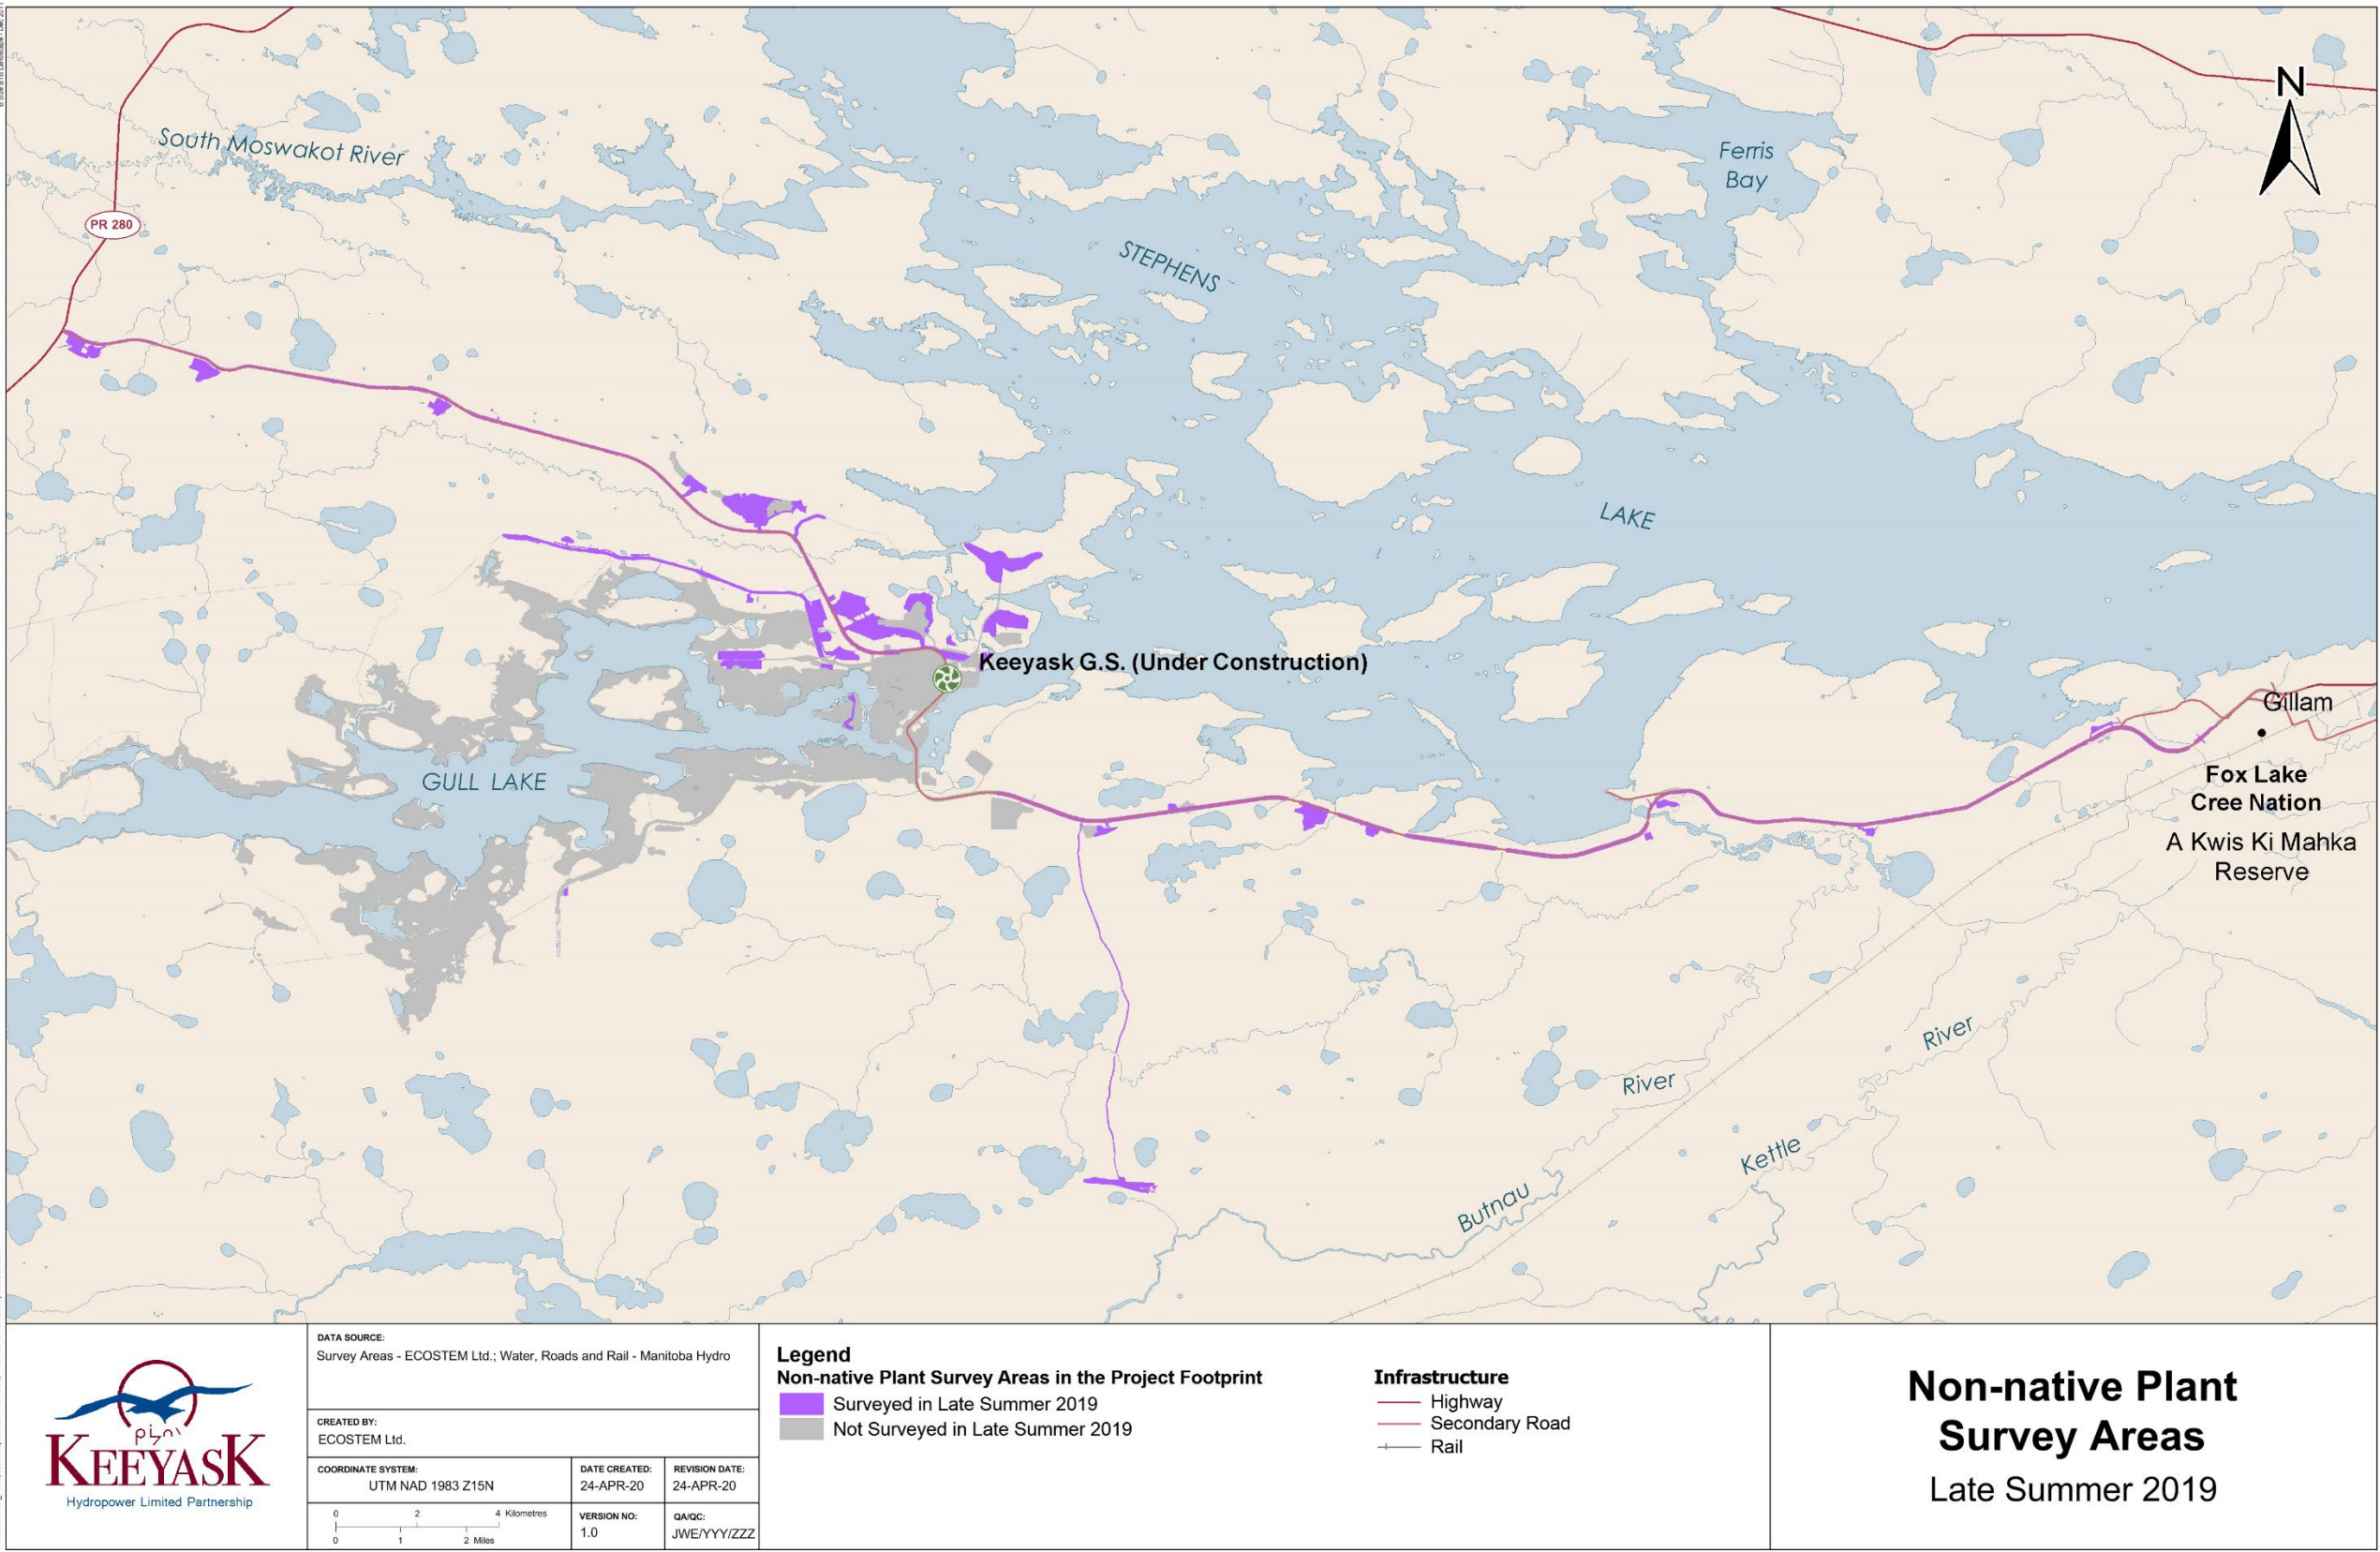 South Moswakot River
PR 280
Ferris
Bay
N
STEPHENS
LAKE
Keeyask G.S. (Under Construction)
GULL LAKE
Gillam
Fox Lake
Cree Nation
A Kwis Ki Mahka
Reserve
River
River
Kettle
Butnau
KEEYASK
Hydropower Limited Partnership
DATA SOURCE:
Survey Areas - ECOSTEM Ltd.; Water, Roads and Rail - Manitoba Hydro
CREATED BY:
ECOSTEM Ltd.
COORDINATE SYSTEM:
UTM NAD 1983 Z15N
DATE CREATED:
24-APR-20
REVISION DATE:
24-APR-20
0 2 4 Kilometres
0 1 2 Miles
VERSION NO:
1.0
QA/QC:
JWE/YYY/ZZZ
Legend
Non-native Plant Survey Areas in the Project Footprint
Surveyed in Late Summer 2019
Not Surveyed in Late Summer 2019
Infrastructure
Highway
Secondary Road
Rail
Non-native Plant
Survey Areas
Late Summer 2019